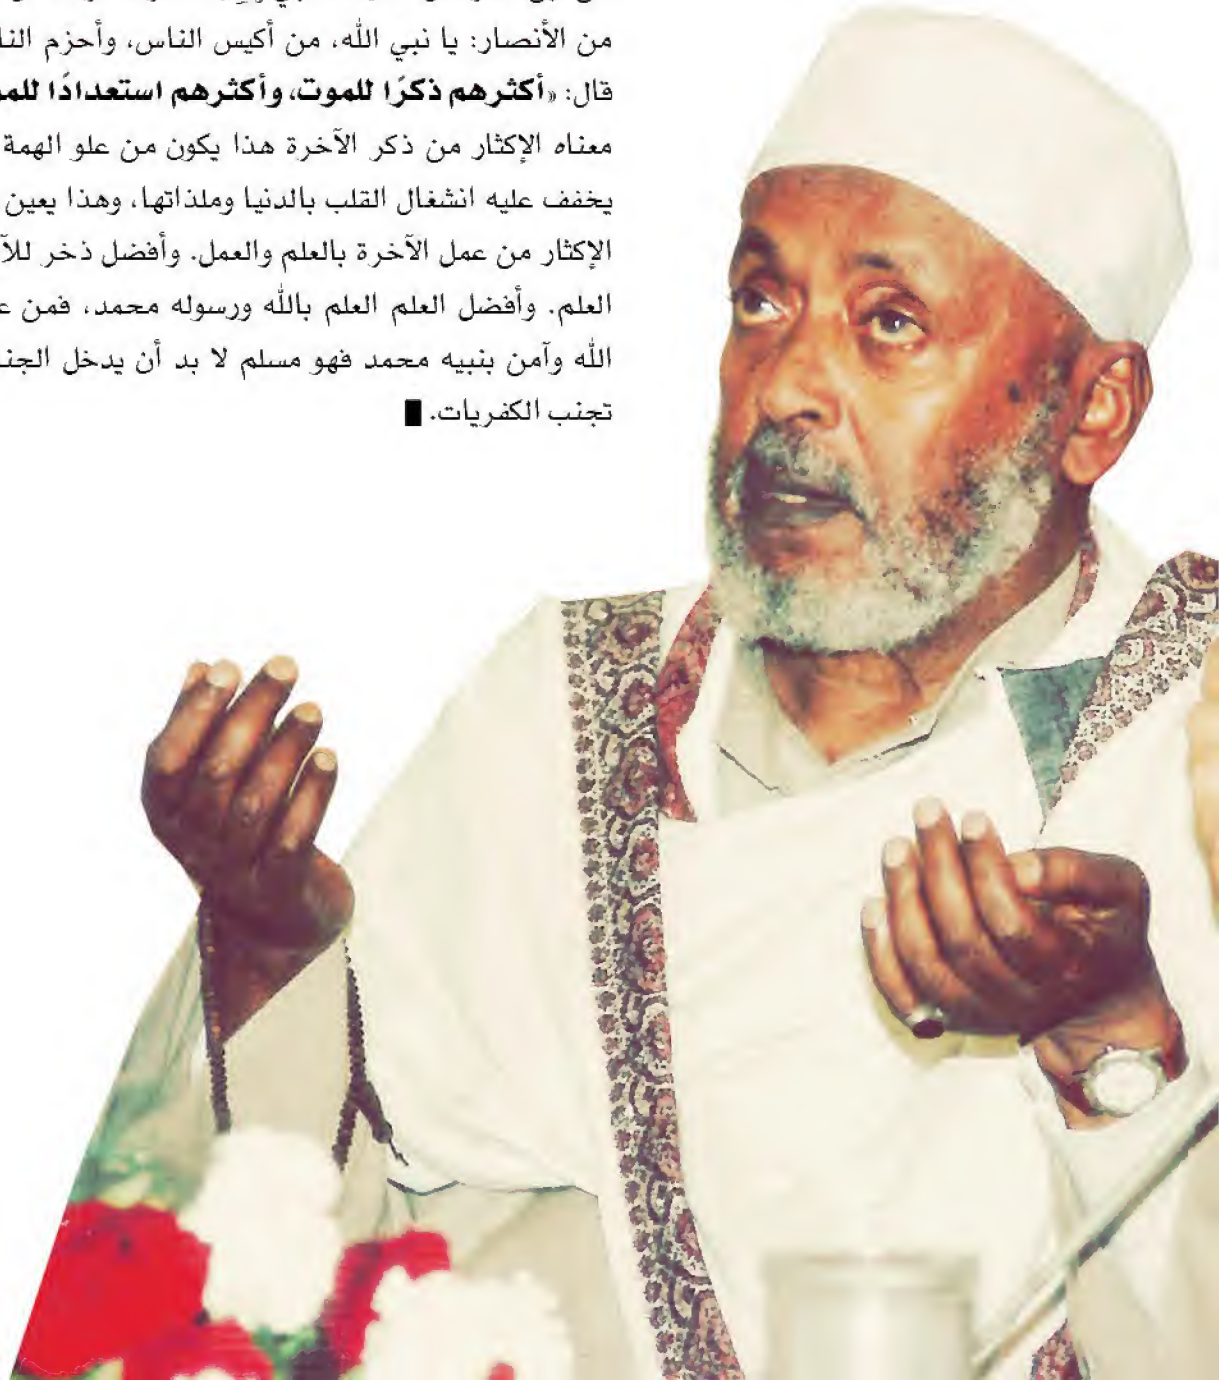 من الأنصار: يا نبي الله، من أكيس الناس، وأحزم
قال: «أكثرهم ذكرًا للموت، وأكثرهم استعدادًا
معناه الإكثار من ذكر الآخرة هذا يكون من علو الهمة
يخفف عليه انشغال القلب بالدنيا وملذاتها، وهذا يعين
الإكثار من عمل الآخرة بالعلم والعمل. وأفضل ذخر
العلم. وأفضل العلم العلم بالله ورسوله محمد، فمن
الله وآمن بنبيه محمد فهو مسلم لا بد أن يدخل
تجنب الكفريات.